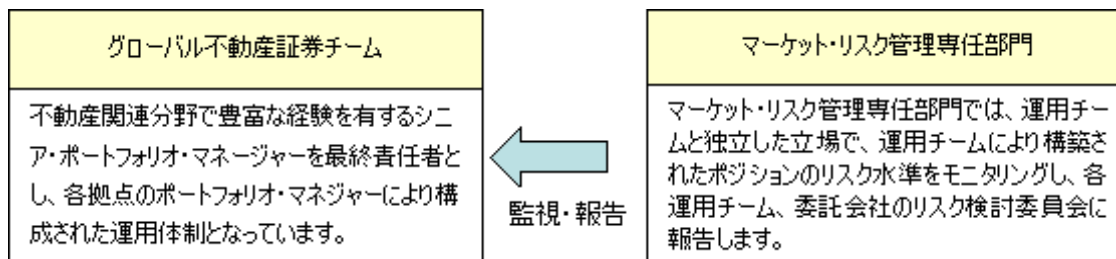 グローバル不動産証券チーム
不動産関連分野で豊富な経験を有するシニ
ア・ポートフォリオ・マネージャーを最終責任者と
し、各拠点のポートフォリオ・マネジャーにより構
成された運用体制となっています。
監視・報告
マーケット・リスク管理専任部門
マーケット・リスク管理専任部門では、運用チー
ムと独立した立場で、運用チームにより構築さ
れたポジションのリスク水準をモニタリングし、各
運用チーム、委託会社のリスク検討委員会に
報告します。